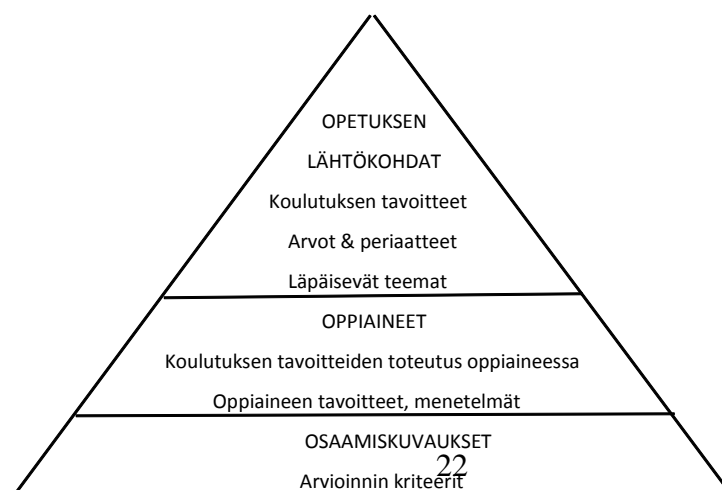 OPETUKSEN
LÄHTÖKOHDAT
Koulutuksen tavoitteet
Arvot & periaatteet
Läpäisevät teemat
OPPIAINEET
Koulutuksen tavoitteiden toteutus oppiaineessa
Oppiaineen tavoitteet, menetelmät
OSAAMISKUVAUKSET
22
Arvioinnin kriteerit